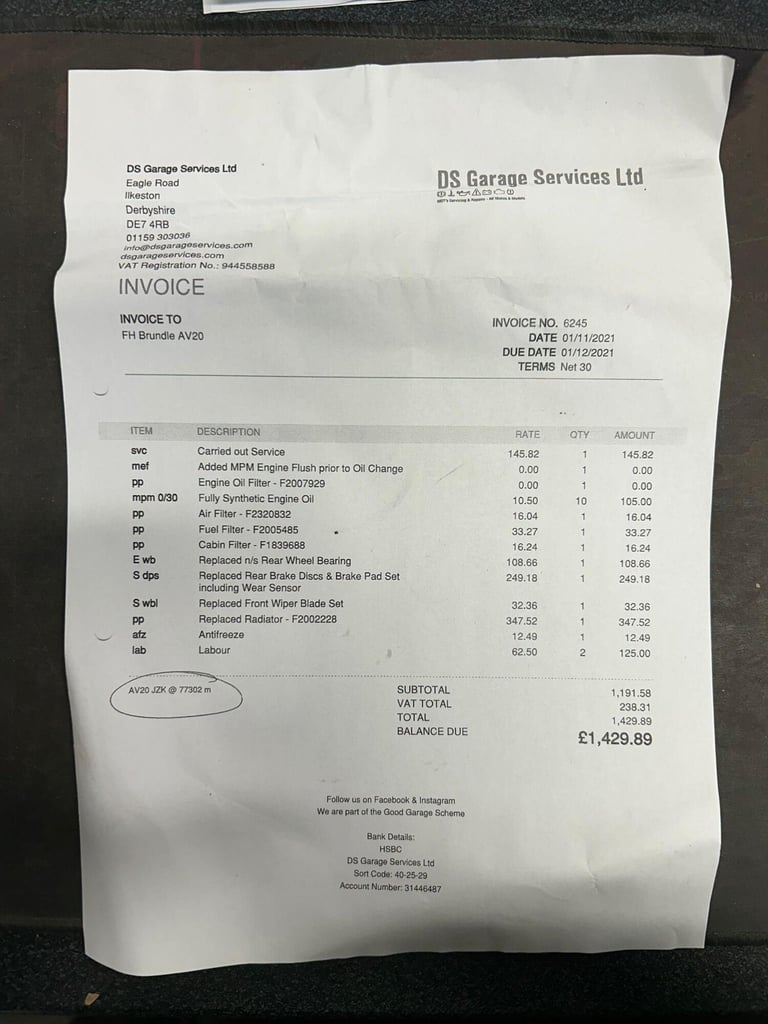 DS Garage Services Ltd
Eagle Road
Ilkeston
Derbyshire
DE7 4RB
01159 303036
info@dsgarageservices.com
dsgarageservices.com
VAT Registration No.: 944558588
DS Garage Services Ltd
MOT's Servicing & Repairs - All Makes & Models
INVOICE
INVOICE TO
FH Brundle AV20
INVOICE NO. 6245
DATE 01/11/2021
DUE DATE 01/12/2021
TERMS Net 30
ITEM DESCRIPTION RATE QTY AMOUNT
svc Carried out Service 145.82 1 145.82
mef Added MPM Engine Flush prior to Oil Change 0.00 1 0.00
pp Engine Oil Filter - F2007929 0.00 1 0.00
mpm 0/30 Fully Synthetic Engine Oil 10.50 10 105.00
pp Air Filter - F2320832 16.04 1 16.04
pp Fuel Filter - F2005485 33.27 1 33.27
pp Cabin Filter - F1839688 16.24 1 16.24
E wb Replaced n/s Rear Wheel Bearing 108.66 1 108.66
S dps Replaced Rear Brake Discs & Brake Pad Set 249.18 1 249.18
including Wear Sensor
S wbl Replaced Front Wiper Blade Set 32.36 1 32.36
pp Replaced Radiator - F2002228 347.52 1 347.52
afz Antifreeze 12.49 1 12.49
lab Labour 62.50 2 125.00
AV20 JZK @ 77302 m
SUBTOTAL 1,191.58
VAT TOTAL 238.31
TOTAL 1,429.89
BALANCE DUE £1,429.89
Follow us on Facebook & Instagram
We are part of the Good Garage Scheme
Bank Details:
HSBC
DS Garage Services Ltd
Sort Code: 40-25-29
Account Number: 31446487